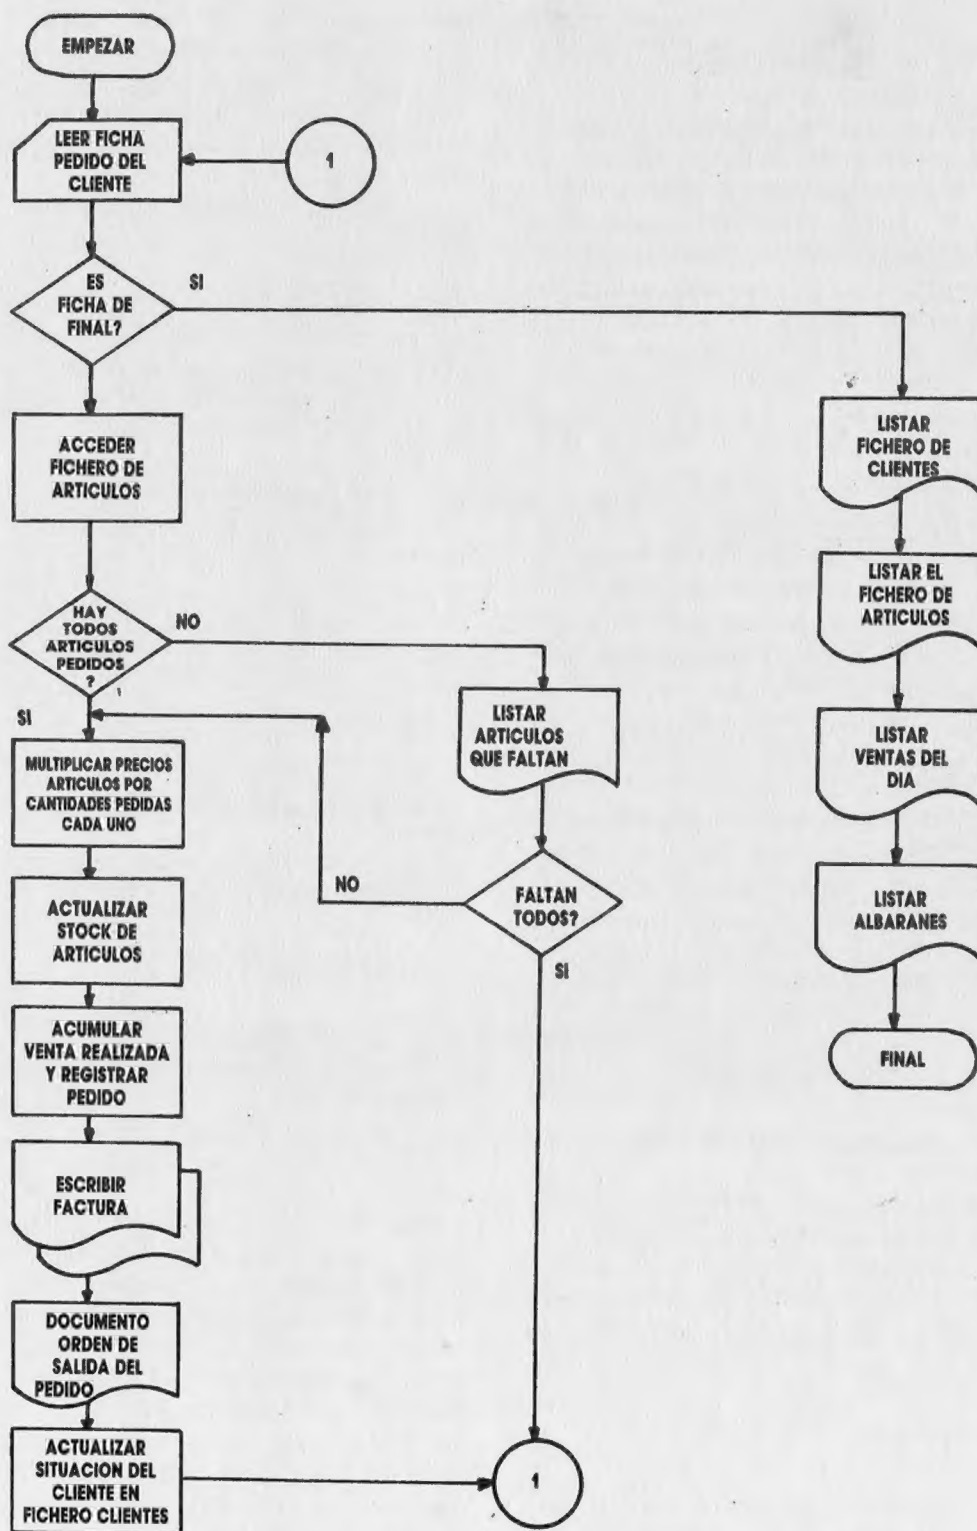 EMPEZAR
LEER FICHA
PEDIDO DEL
CLIENTE
1
ES
FICHA DE
FINAL?
SI
ACCEDER
FICHERO DE
ARTICULOS
HAY
TODOS
ARTICULOS
PEDIDOS
?
NO
SI
MULTIPLICAR PRECIOS
ARTICULOS POR
CANTIDADES PEDIDAS
CADA UNO
ACTUALIZAR
STOCK DE
ARTICULOS
ACUMULAR
VENTA REALIZADA
Y REGISTRAR
PEDIDO
ESCRIBIR
FACTURA
DOCUMENTO
ORDEN DE
SALIDA DEL
PEDIDO
ACTUALIZAR
SITUACION DEL
CLIENTE EN
FICHERO CLIENTES
LISTAR
ARTICULOS
QUE FALTAN
FALTAN
TODOS?
NO
SI
1
LISTAR
FICHERO DE
CLIENTES
LISTAR EL
FICHERO DE
ARTICULOS
LISTAR
VENTAS DEL
DIA
LISTAR
ALBARANES
FINAL